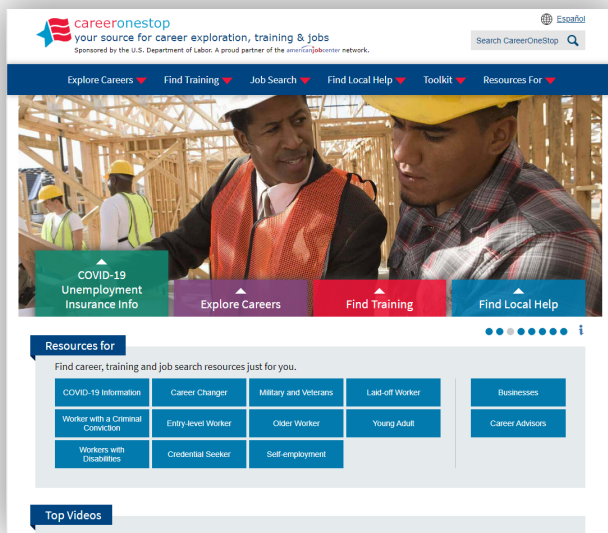 careeronestop
your source for career exploration, training & jobs
Sponsored by the U.S. Department of Labor. A proud partner of the americanjobcenter network.
Español
Search CareerOneStop
Explore Careers Find Training Job Search Find Local Help Toolkit Resources For
COVID-19
Unemployment
Insurance Info
Explore Careers
Find Training
Find Local Help
i
Resources for
Find career, training and job search resources just for you.
COVID-19 Information
Career Changer
Military and Veterans
Laid-off Worker
Businesses
Worker with a Criminal
Conviction
Entry-level Worker
Older Worker
Young Adult
Career Advisors
Workers with
Disabilities
Credential Seeker
Self-employment
Top Videos